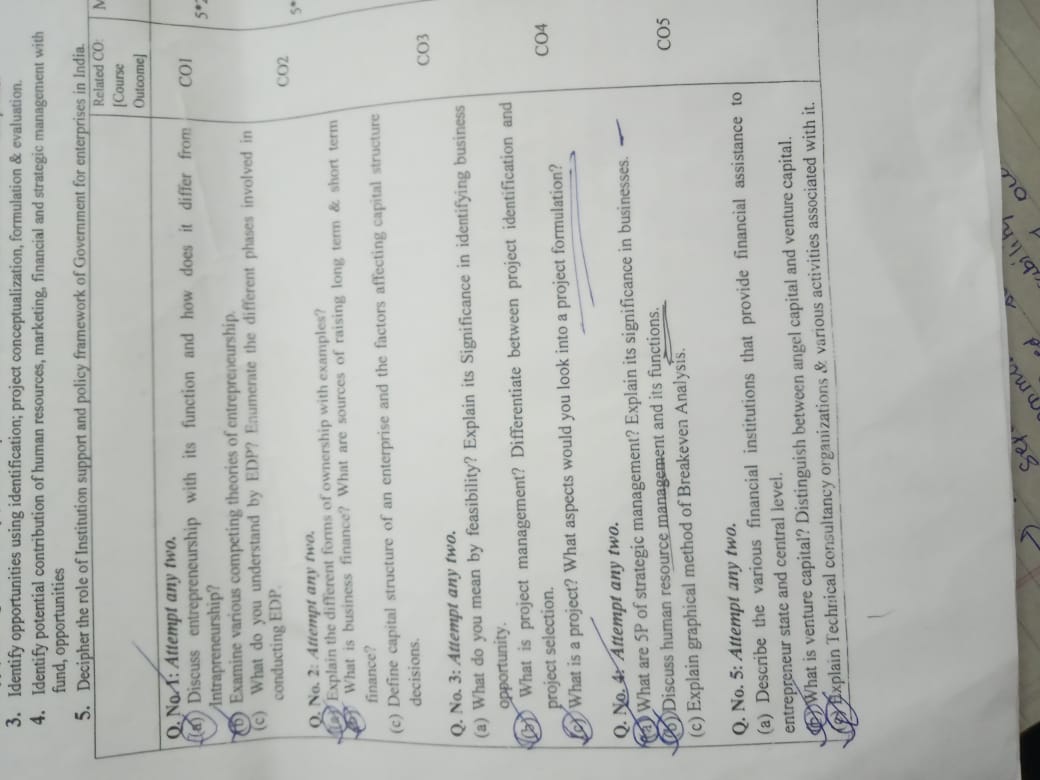 3. Identify opportunities using identification; project conceptualization, formulation & evaluation.
4. Identify potential contribution of human resources, marketing, financial and strategic management with
fund, opportunities
5. Decipher the role of Institution support and policy framework of Government for enterprises in India.
Related CO: M
[Course
Outcome]
Q. No. 1: Attempt any two.
(a) Discuss entrepreneurship with its function and how does it differ from CO1 5*2
Intrapreneurship?
(b) Examine various competing theories of entrepreneurship.
(c) What do you understand by EDP? Enumerate the different phases involved in
conducting EDP.
Q. No. 2: Attempt any two. CO2 5*
(a) Explain the different forms of ownership with examples?
(b) What is business finance? What are sources of raising long term & short term
finance?
(c) Define capital structure of an enterprise and the factors affecting capital structure
decisions.
Q. No. 3: Attempt any two. CO3
(a) What do you mean by feasibility? Explain its Significance in identifying business
opportunity.
(b) What is project management? Differentiate between project identification and
project selection.
(c) What is a project? What aspects would you look into a project formulation?
CO4
Q. No. 4: Attempt any two.
(a) What are 5P of strategic management? Explain its significance in businesses.
(b) Discuss human resource management and its functions.
(c) Explain graphical method of Breakeven Analysis.
CO5
Q. No. 5: Attempt any two.
(a) Describe the various financial institutions that provide financial assistance to
entrepreneur state and central level.
(b) What is venture capital? Distinguish between angel capital and venture capital.
(c) Explain Technical consultancy organizations & various activities associated with it.